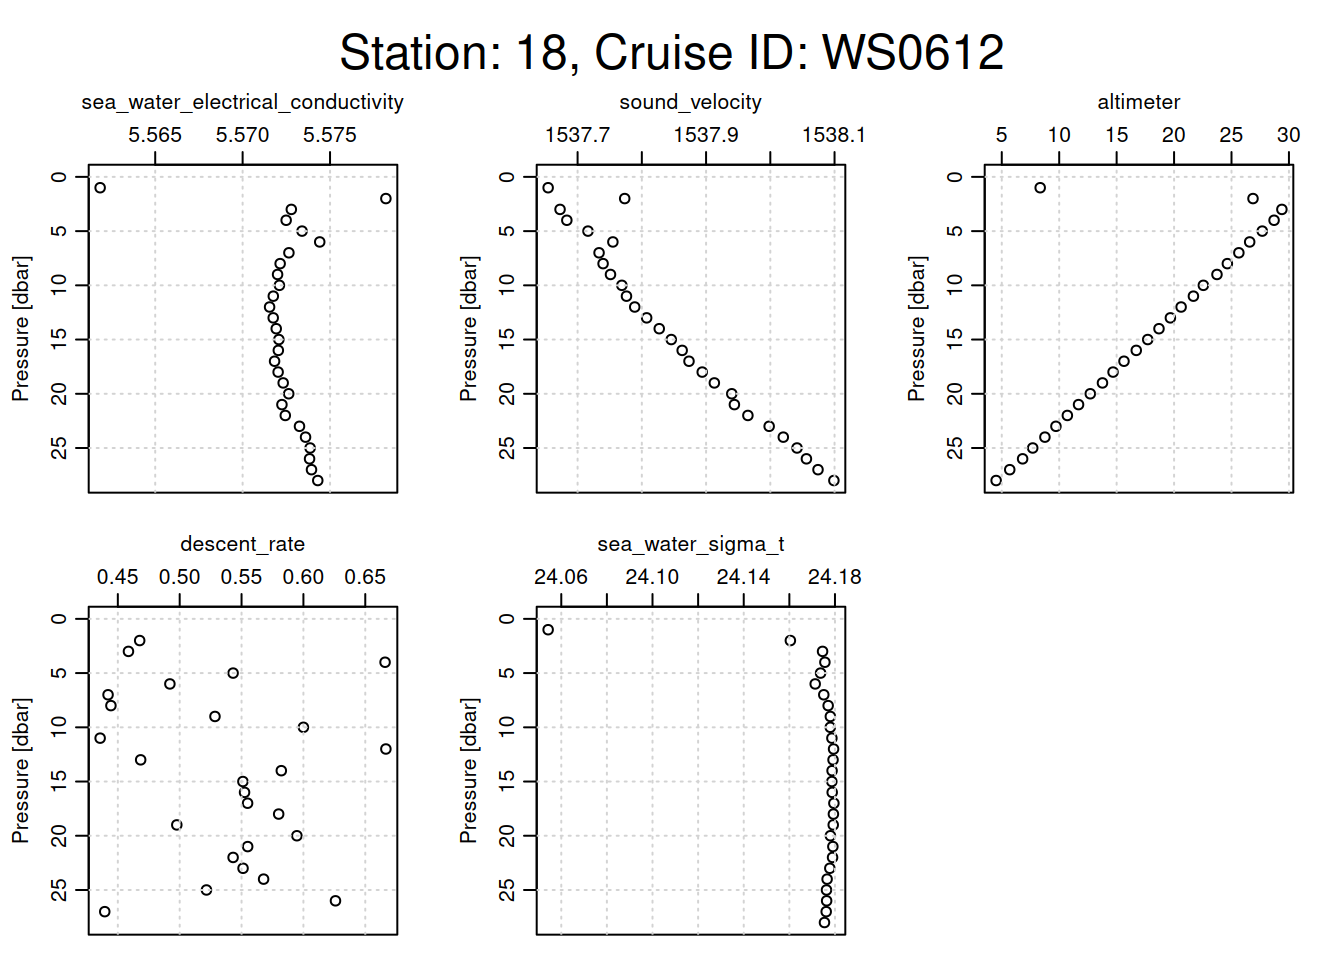 Station: 18, Cruise ID: WS0612
sea_water_electrical_conductivity
5.565 5.570 5.575
Pressure [dbar]
0
5
10
15
20
25
sound_velocity
1537.7 1537.9 1538.1
Pressure [dbar]
0
5
10
15
20
25
altimeter
5 10 15 20 25 30
Pressure [dbar]
0
5
10
15
20
25
descent_rate
0.45 0.50 0.55 0.60 0.65
Pressure [dbar]
0
5
10
15
20
25
sea_water_sigma_t
24.06 24.10 24.14 24.18
Pressure [dbar]
0
5
10
15
20
25